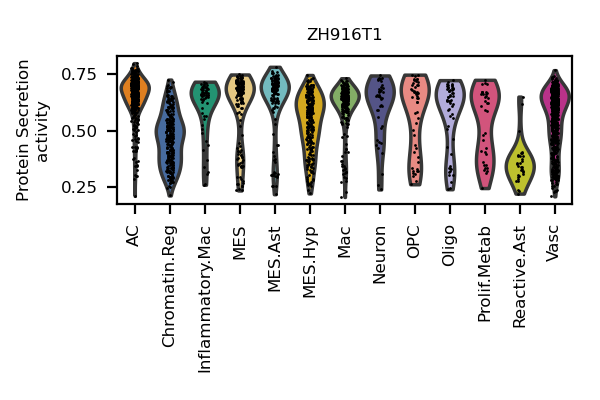 ZH916T1
Protein Secretion
activity
0.75
0.50
0.25
AC
Chromatin.Reg
Inflammatory.Mac
MES
MES.Ast
MES.Hyp
Mac
Neuron
OPC
Oligo
Prolif.Metab
Reactive.Ast
Vasc